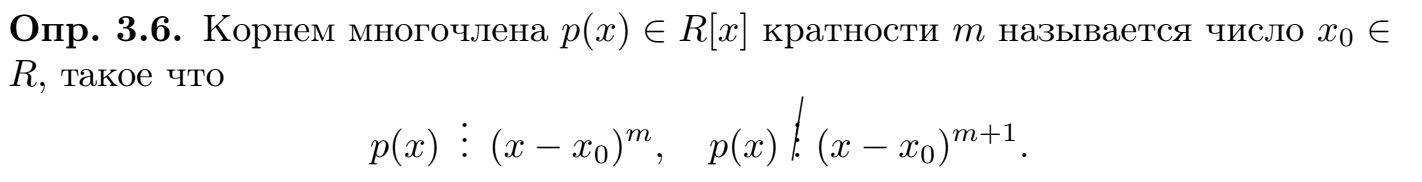 Опр. 3.6. Корнем многочлена p(x) ∈ R[x] кратности m называется число x₀ ∈
R, такое что
p(x) ⋮ (x − x₀)ᵐ, p(x) ⋮̸ (x − x₀)ᵐ⁺¹.